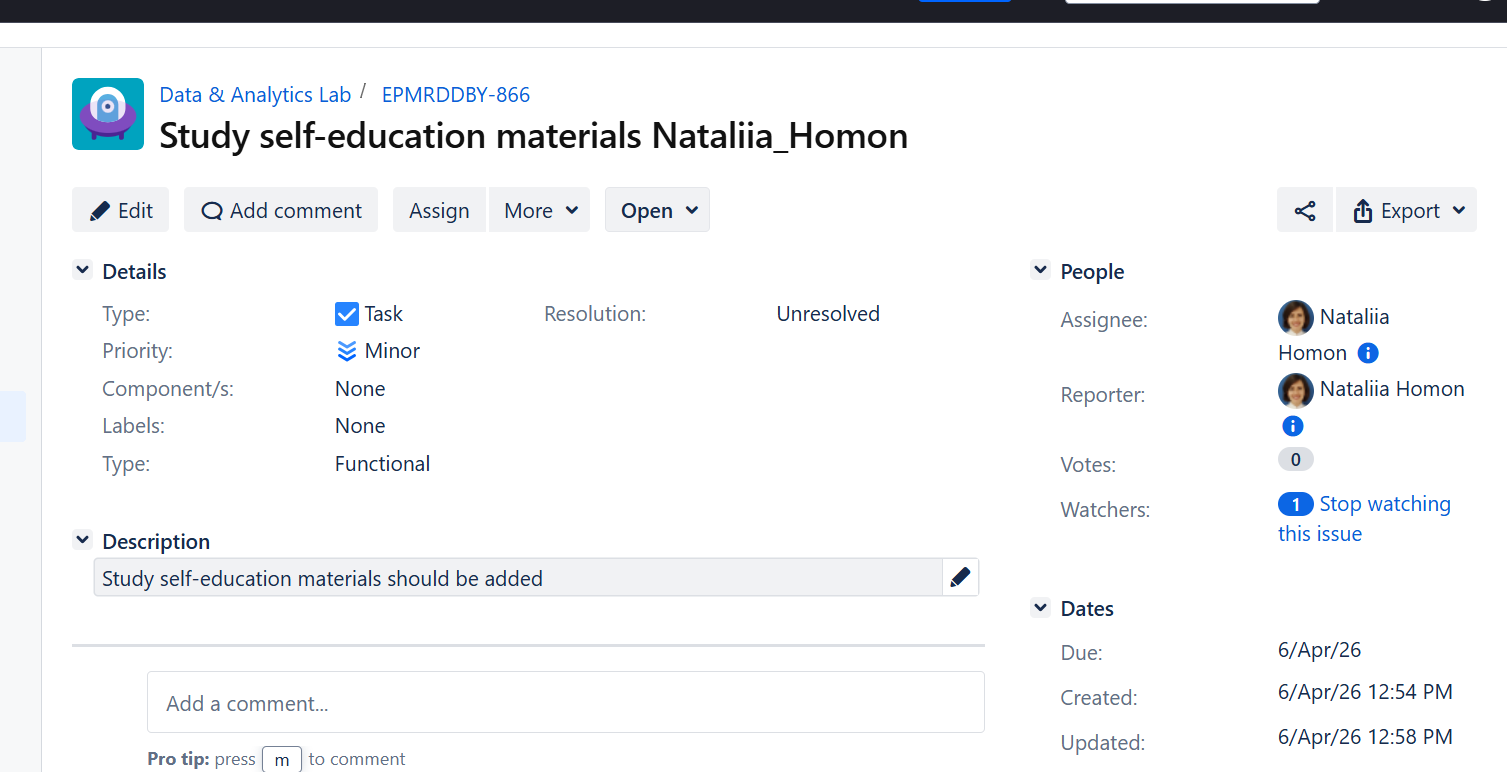 Data & Analytics Lab / EPMRDDBY-866
Study self-education materials Nataliia_Homon
Edit Add comment Assign More Open Export
Details
Type: Task Resolution: Unresolved
Priority: Minor
Component/s: None
Labels: None
Type: Functional
Description
Study self-education materials should be added
Add a comment...
Pro tip: press m to comment
People
Assignee: Nataliia
Homon
Reporter: Nataliia Homon
Votes: 0
Watchers: 1 Stop watching
this issue
Dates
Due: 6/Apr/26
Created: 6/Apr/26 12:54 PM
Updated: 6/Apr/26 12:58 PM